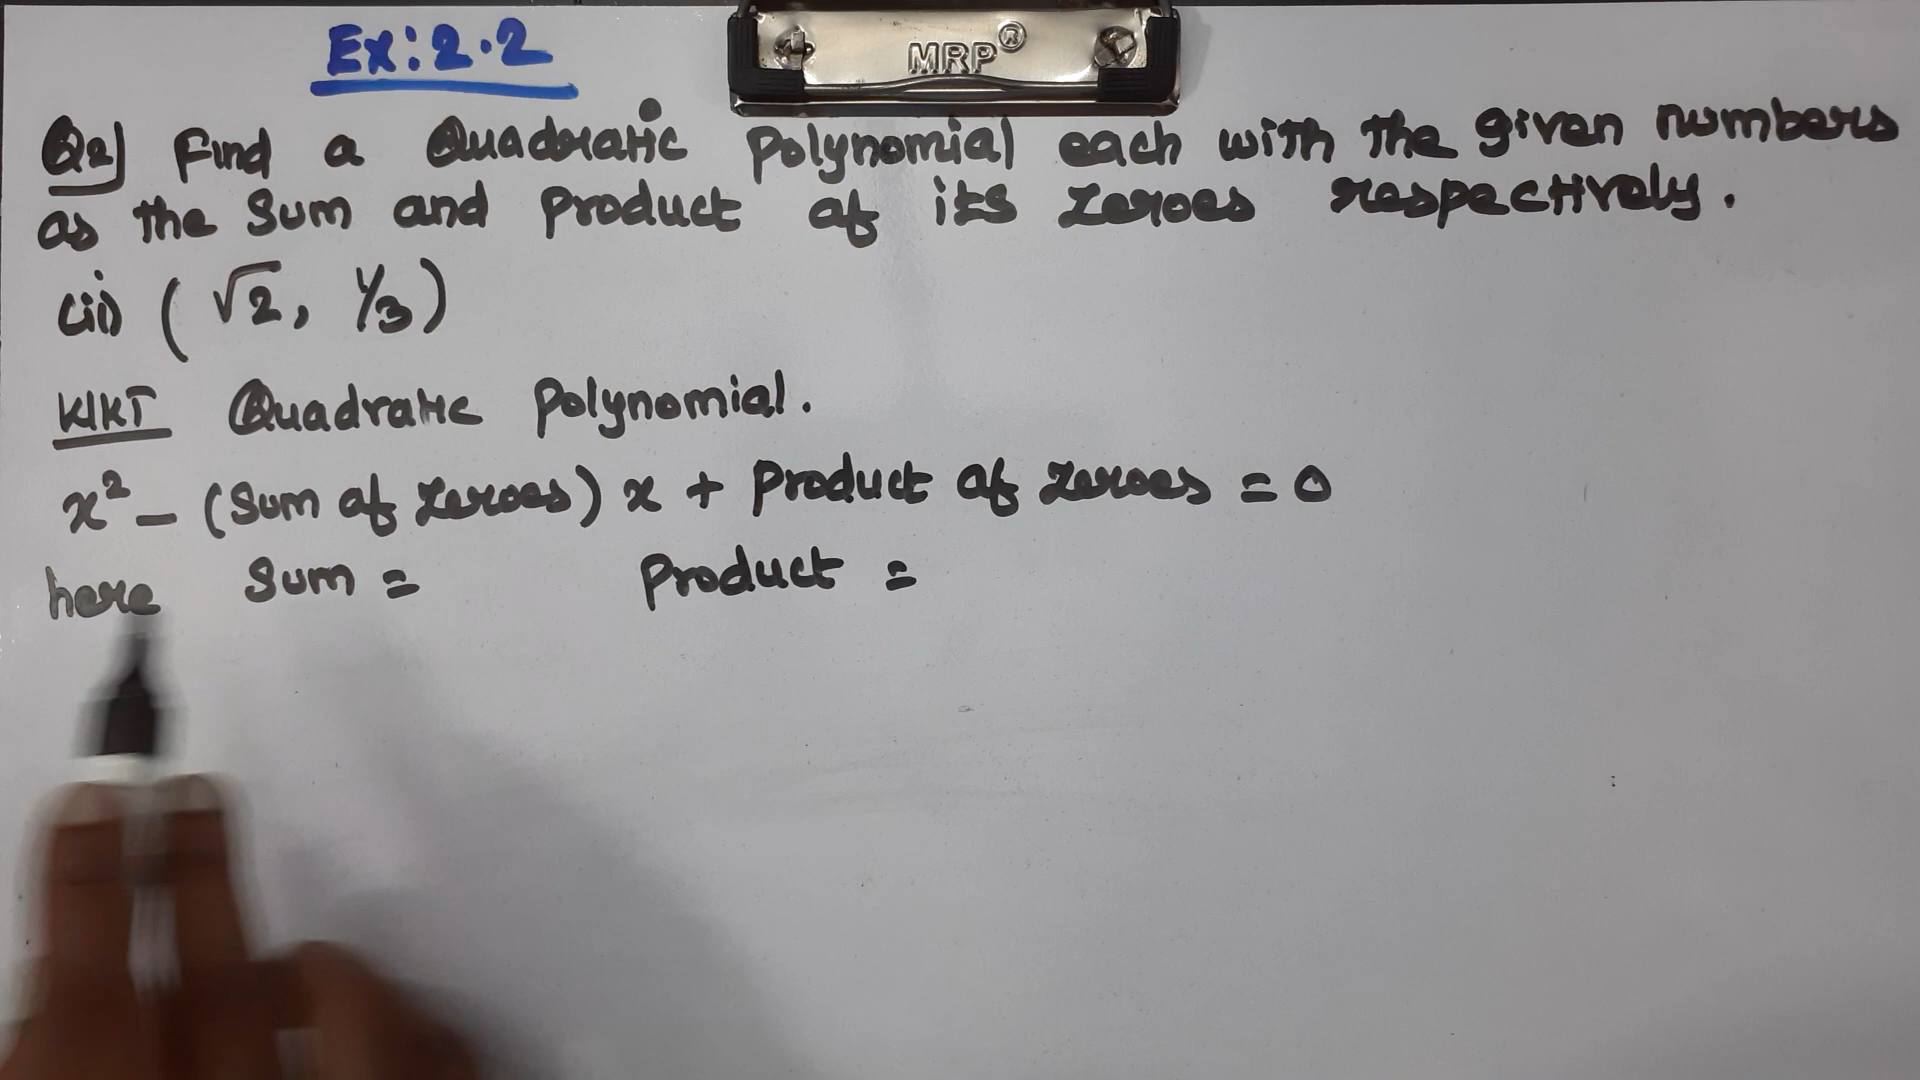 MRP®
Ex: 2.2
Q2) Find a Quadratic Polynomial each with the given numbers
as the Sum and product of its zeroes respectively.
(ii) ( √2, 1/3 )
WKT Quadratic Polynomial.
x² - (Sum of zeroes) x + Product of zeroes = 0
here Sum = Product =